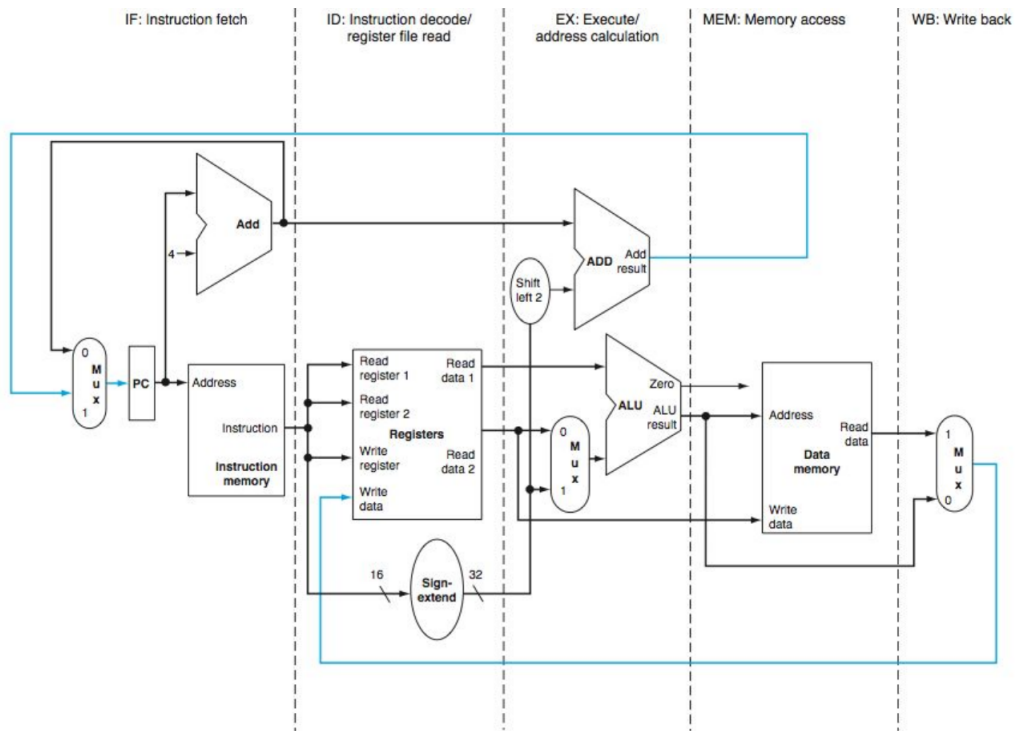 IF: Instruction fetch
ID: Instruction decode/
register file read
EX: Execute/
address calculation
MEM: Memory access
WB: Write back
Add
4
ADD
Add
result
Shift
left 2
0
M
u
x
1
PC
Address
Instruction
Instruction
memory
Read
register 1
Read
register 2
Write
register
Write
data
Registers
Read
data 1
Read
data 2
0
M
u
x
1
Zero
ALU
ALU
result
Address
Read
data
Data
memory
Write
data
1
M
u
x
0
16
Sign-
extend
32